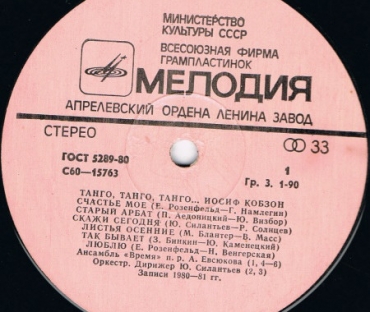 МИНИСТЕРСТВО
КУЛЬТУРЫ СССР
ВСЕСОЮЗНАЯ ФИРМА
ГРАМПЛАСТИНОК
МЕЛОДИЯ
АПРЕЛЕВСКИЙ ОРДЕНА ЛЕНИНА ЗАВОД
СТЕРЕО 33
ГОСТ 5289-80 1
С60—15763 Гр. 3. 1-90
ТАНГО, ТАНГО, ТАНГО... ИОСИФ КОБЗОН
СЧАСТЬЕ МОЕ (Е. Розенфельд—Г. Намлегин)
СТАРЫЙ АРБАТ (П. Аедоницкий—Ю. Визбор)
СКАЖИ СЕГОДНЯ (Ю. Силантьев—Р. Солнцев)
ЛИСТЬЯ ОСЕННИЕ (М. Блантер—В. Масс)
ТАК БЫВАЕТ (З. Бинкин—Ю. Каменецкий)
ЛЮБЛЮ (Е. Розенфельд—Н. Венгерская)
Ансамбль «Время» п. р. А. Евсюкова (1, 4—6)
Оркестр. Дирижер Ю. Силантьев (2, 3)
Записи 1980—81 гг.